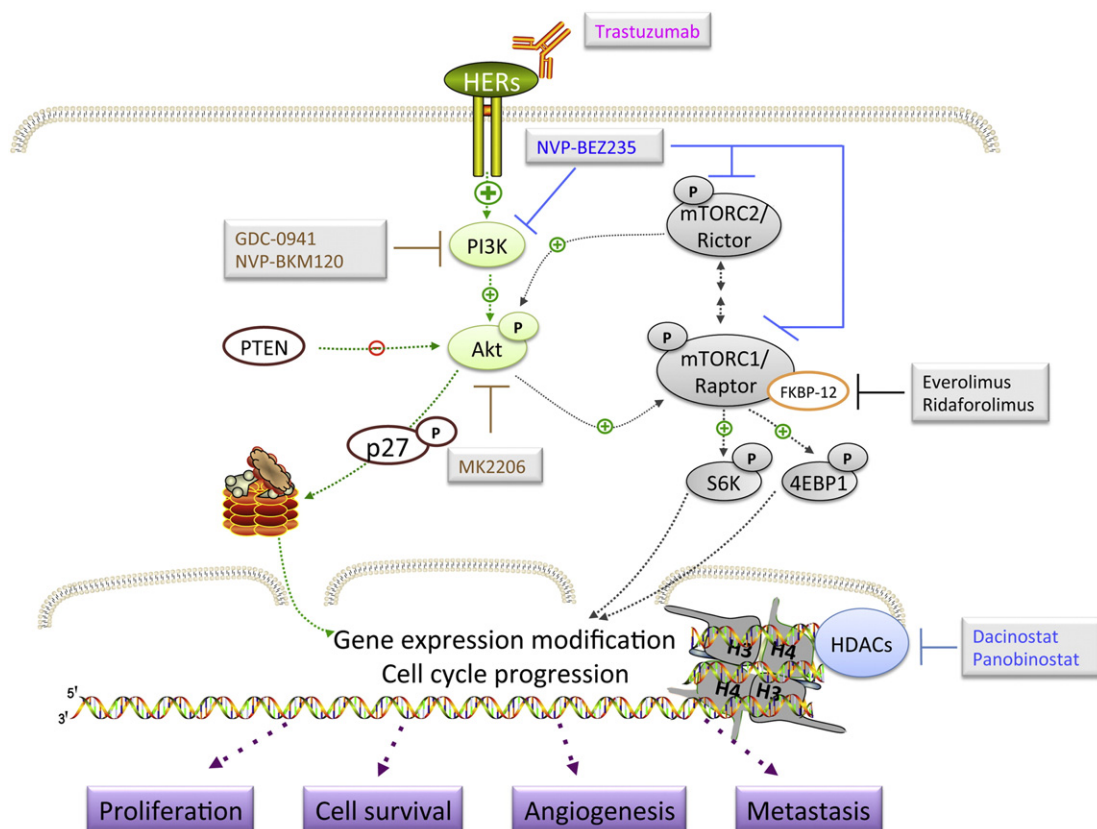 Trastuzumab
HERs
NVP-BEZ235
P
mTORC2/
Rictor
GDC-0941
NVP-BKM120
PI3K
P
Akt
PTEN
P
mTORC1/
Raptor
FKBP-12
Everolimus
Ridaforolimus
P
p27
MK2206
P
S6K
P
4EBP1
Gene expression modification
Cell cycle progression
H3
H4
H4
H3
HDACs
Dacinostat
Panobinostat
5'
3'
Proliferation
Cell survival
Angiogenesis
Metastasis